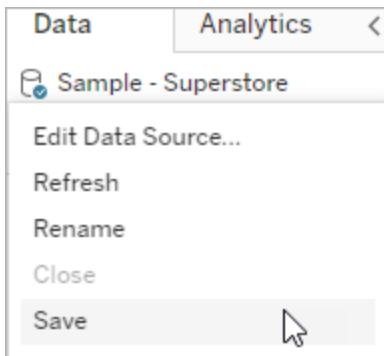 Data Analytics
Sample - Superstore
Edit Data Source...
Refresh
Rename
Close
Save